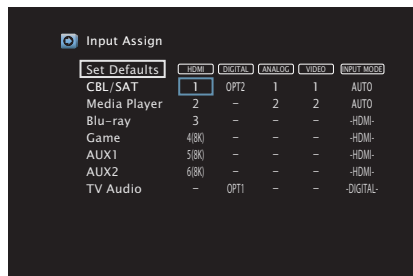 Input Assign
Set Defaults HDMI DIGITAL ANALOG VIDEO INPUT MODE
CBL/SAT 1 OPT2 1 1 AUTO
Media Player 2 – 2 2 AUTO
Blu-ray 3 – – – -HDMI-
Game 4(8K) – – – -HDMI-
AUX1 5(8K) – – – -HDMI-
AUX2 6(8K) – – – -HDMI-
TV Audio – OPT1 – – -DIGITAL-